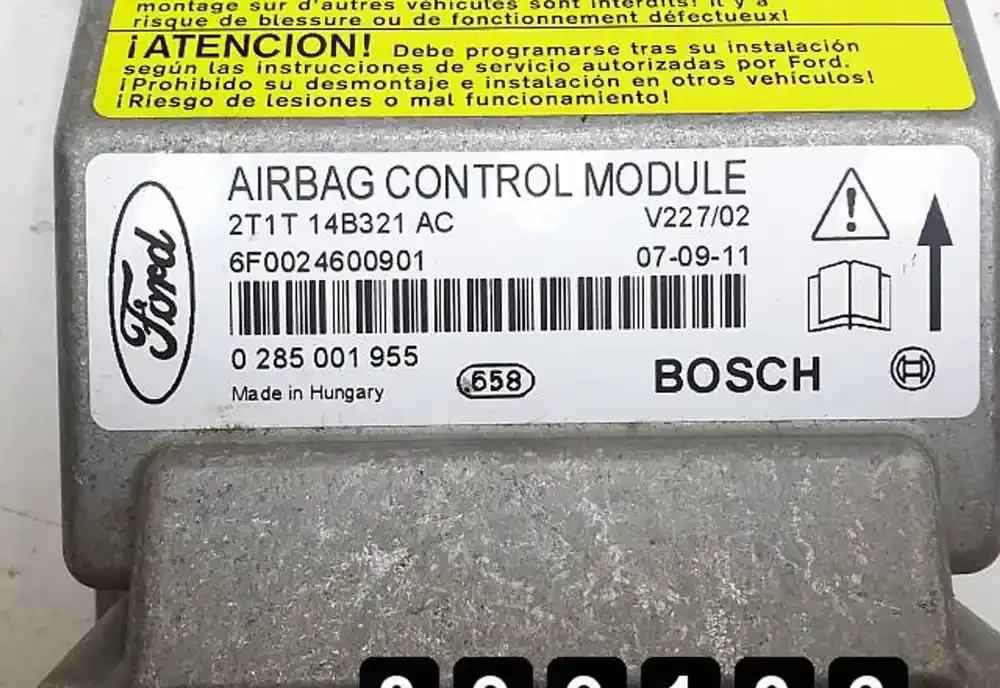 montage sur d'autres véhicules sont interdits! Il y a
risque de blessure ou de fonctionnement défectueux!
¡ATENCION! Debe programarse tras su instalación
según las instrucciones de servicio autorizadas por Ford.
¡Prohibido su desmontaje e instalación en otros vehículos!
¡Riesgo de lesiones o mal funcionamiento!
Ford
AIRBAG CONTROL MODULE
2T1T 14B321 AC V227/02
6F0024600901 07-09-11
0 285 001 955
Made in Hungary 658 BOSCH